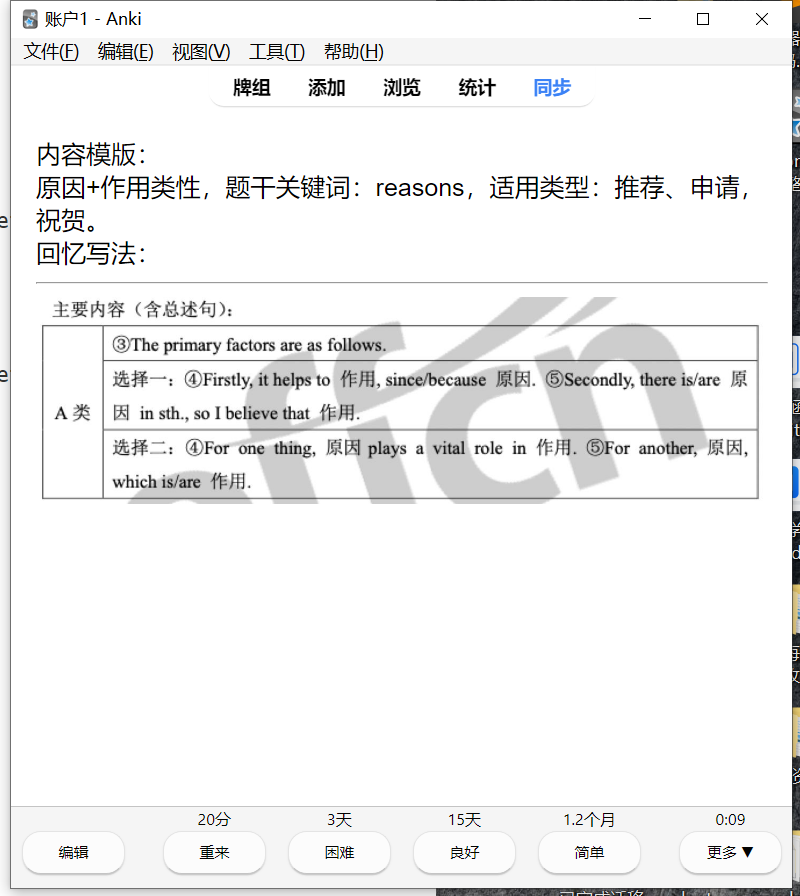 账户1 - Anki
文件(F) 编辑(E) 视图(V) 工具(T) 帮助(H)
牌组 添加 浏览 统计 同步
内容模版：
原因+作用类性，题干关键词：reasons，适用类型：推荐、申请，
祝贺。
回忆写法：
主要内容（含总述句）：
③The primary factors are as follows.
A 类
选择一：④Firstly, it helps to 作用, since/because 原因. ⑤Secondly, there is/are 原
因 in sth., so I believe that 作用.
选择二：④For one thing, 原因 plays a vital role in 作用. ⑤For another, 原因,
which is/are 作用.
20分 3天 15天 1.2个月 0:09
编辑 重来 困难 良好 简单 更多▼